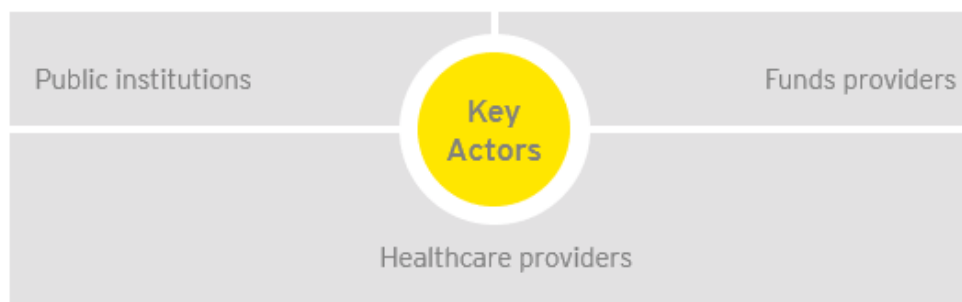 Public institutions
Funds providers
Key
Actors
Healthcare providers